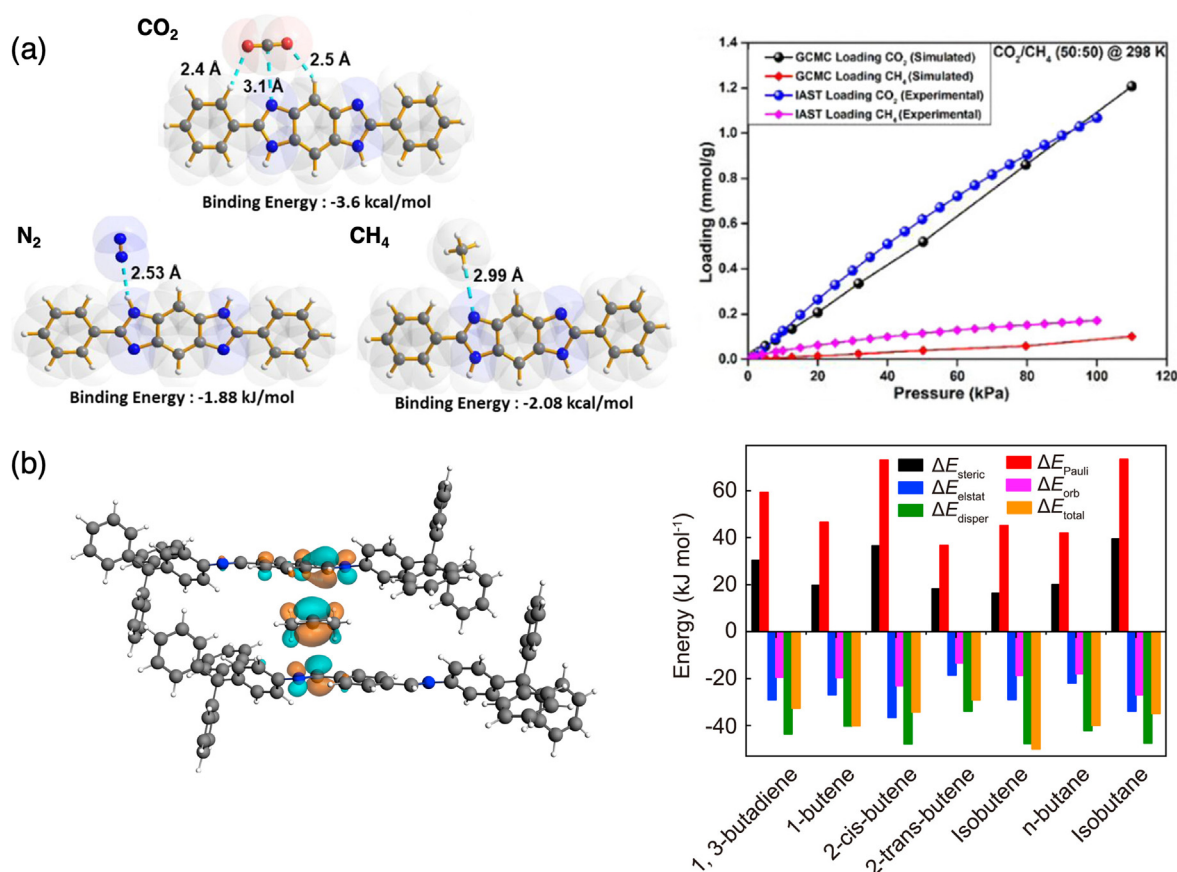 (a)
CO2
2.4 Å
3.1 Å
2.5 Å
Binding Energy : -3.6 kcal/mol
N2
2.53 Å
Binding Energy : -1.88 kJ/mol
CH4
2.99 Å
Binding Energy : -2.08 kcal/mol
CO2/CH4 (50:50) @ 298 K
GCMC Loading CO2 (Simulated)
GCMC Loading CH4 (Simulated)
IAST Loading CO2 (Experimental)
IAST Loading CH4 (Experimental)
Loading (mmol/g)
1.4
1.2
1.0
0.8
0.6
0.4
0.2
0.0
0 20 40 60 80 100 120
Pressure (kPa)
(b)
ΔEsteric
ΔEelstat
ΔEdisper
ΔEPauli
ΔEorb
ΔEtotal
Energy (kJ mol-1)
60
40
20
0
-20
-40
1, 3-butadiene
1-butene
2-cis-butene
2-trans-butene
Isobutene
n-butane
Isobutane